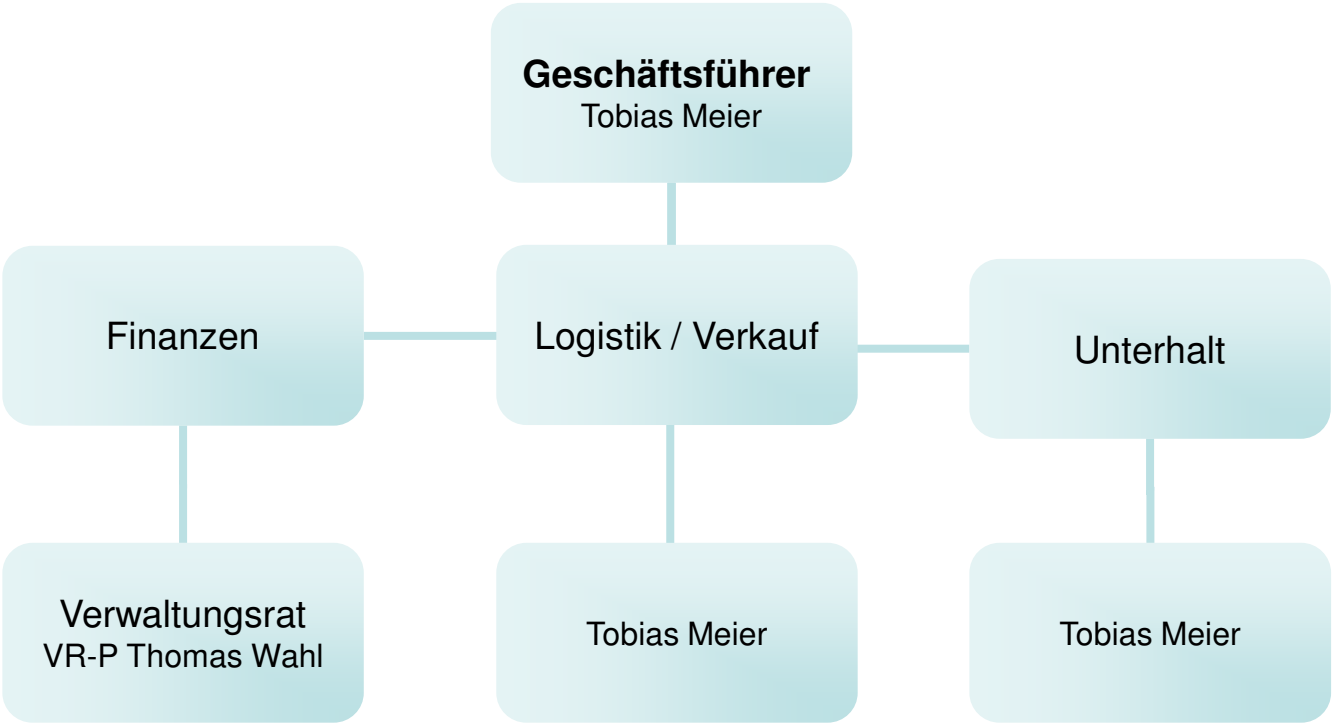 Geschäftsführer
Tobias Meier
Finanzen
Logistik / Verkauf
Unterhalt
Verwaltungsrat
VR-P Thomas Wahl
Tobias Meier
Tobias Meier